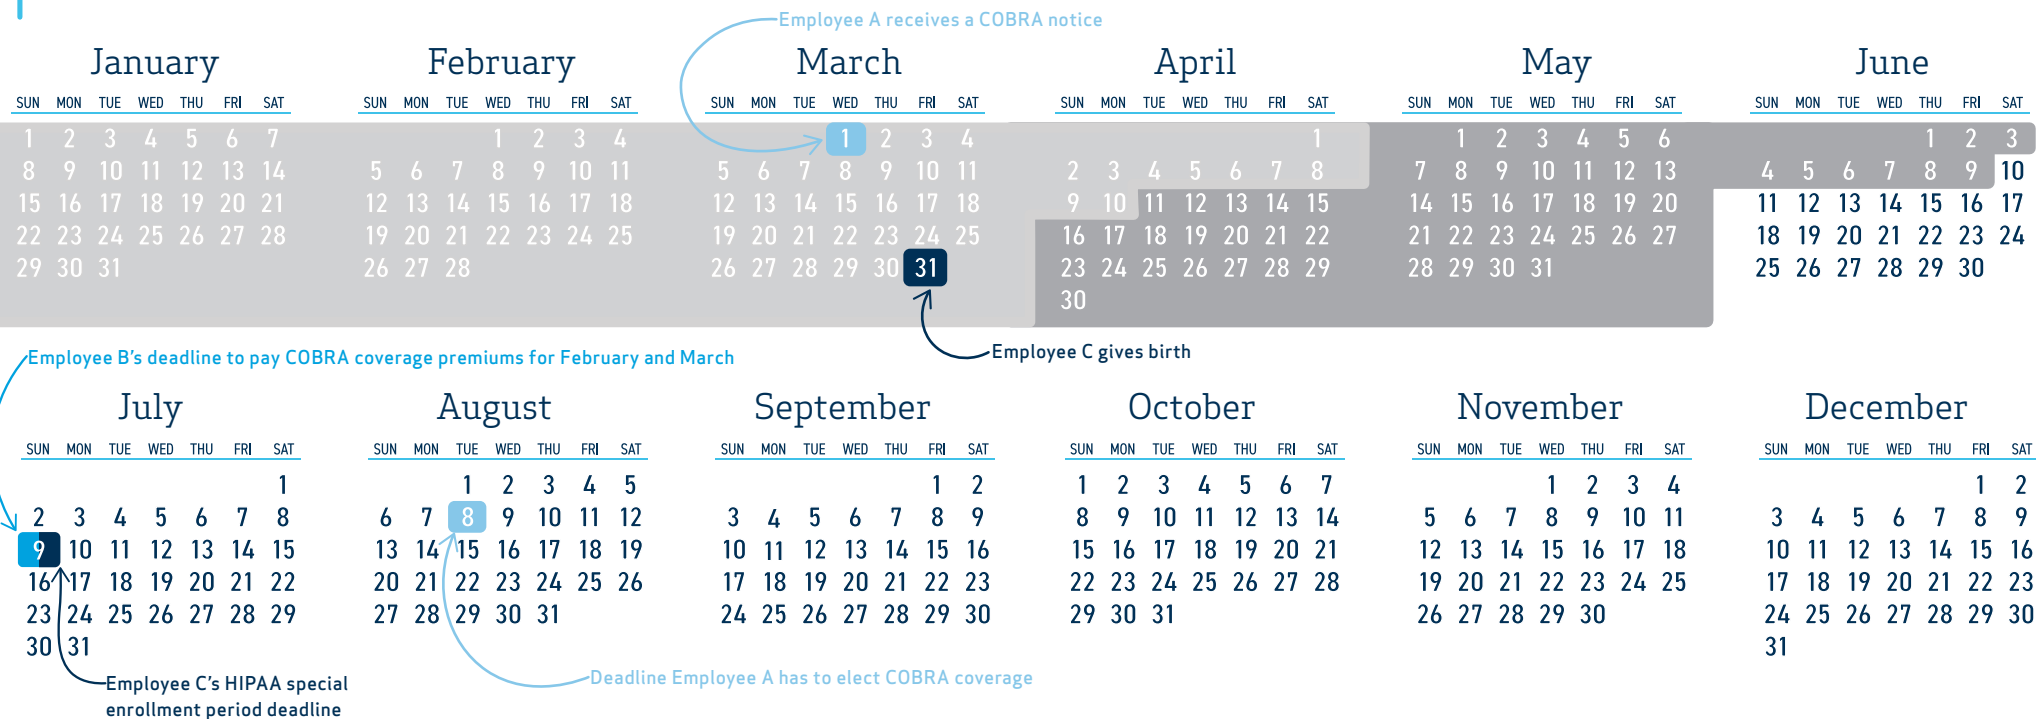 Employee A receives a COBRA notice
January February March April May June
SUN MON TUE WED THU FRI SAT SUN MON TUE WED THU FRI SAT SUN MON TUE WED THU FRI SAT SUN MON TUE WED THU FRI SAT SUN MON TUE WED THU FRI SAT SUN MON TUE WED THU FRI SAT
1 2 3 4 5 6 7 1 2 3 4 1 2 3 4 1 1 2 3 4 5 6 1 2 3
8 9 10 11 12 13 14 5 6 7 8 9 10 11 5 6 7 8 9 10 11 2 3 4 5 6 7 8 7 8 9 10 11 12 13 4 5 6 7 8 9 10
15 16 17 18 19 20 21 12 13 14 15 16 17 18 12 13 14 15 16 17 18 9 10 11 12 13 14 15 14 15 16 17 18 19 20 11 12 13 14 15 16 17
22 23 24 25 26 27 28 19 20 21 22 23 24 25 19 20 21 22 23 24 25 16 17 18 19 20 21 22 21 22 23 24 25 26 27 18 19 20 21 22 23 24
29 30 31 26 27 28 26 27 28 29 30 31 23 24 25 26 27 28 29 28 29 30 31 25 26 27 28 29 30
30
Employee C gives birth
Employee B's deadline to pay COBRA coverage premiums for February and March
July August September October November December
SUN MON TUE WED THU FRI SAT SUN MON TUE WED THU FRI SAT SUN MON TUE WED THU FRI SAT SUN MON TUE WED THU FRI SAT SUN MON TUE WED THU FRI SAT SUN MON TUE WED THU FRI SAT
1 1 2 3 4 5 1 2 1 2 3 4 5 6 7 1 2 3 4 1 2
2 3 4 5 6 7 8 6 7 8 9 10 11 12 3 4 5 6 7 8 9 8 9 10 11 12 13 14 5 6 7 8 9 10 11 3 4 5 6 7 8 9
9 10 11 12 13 14 15 13 14 15 16 17 18 19 10 11 12 13 14 15 16 15 16 17 18 19 20 21 12 13 14 15 16 17 18 10 11 12 13 14 15 16
16 17 18 19 20 21 22 20 21 22 23 24 25 26 17 18 19 20 21 22 23 22 23 24 25 26 27 28 19 20 21 22 23 24 25 17 18 19 20 21 22 23
23 24 25 26 27 28 29 27 28 29 30 31 24 25 26 27 28 29 30 29 30 31 26 27 28 29 30 24 25 26 27 28 29 30
30 31 31
Deadline Employee A has to elect COBRA coverage
Employee C's HIPAA special
enrollment period deadline